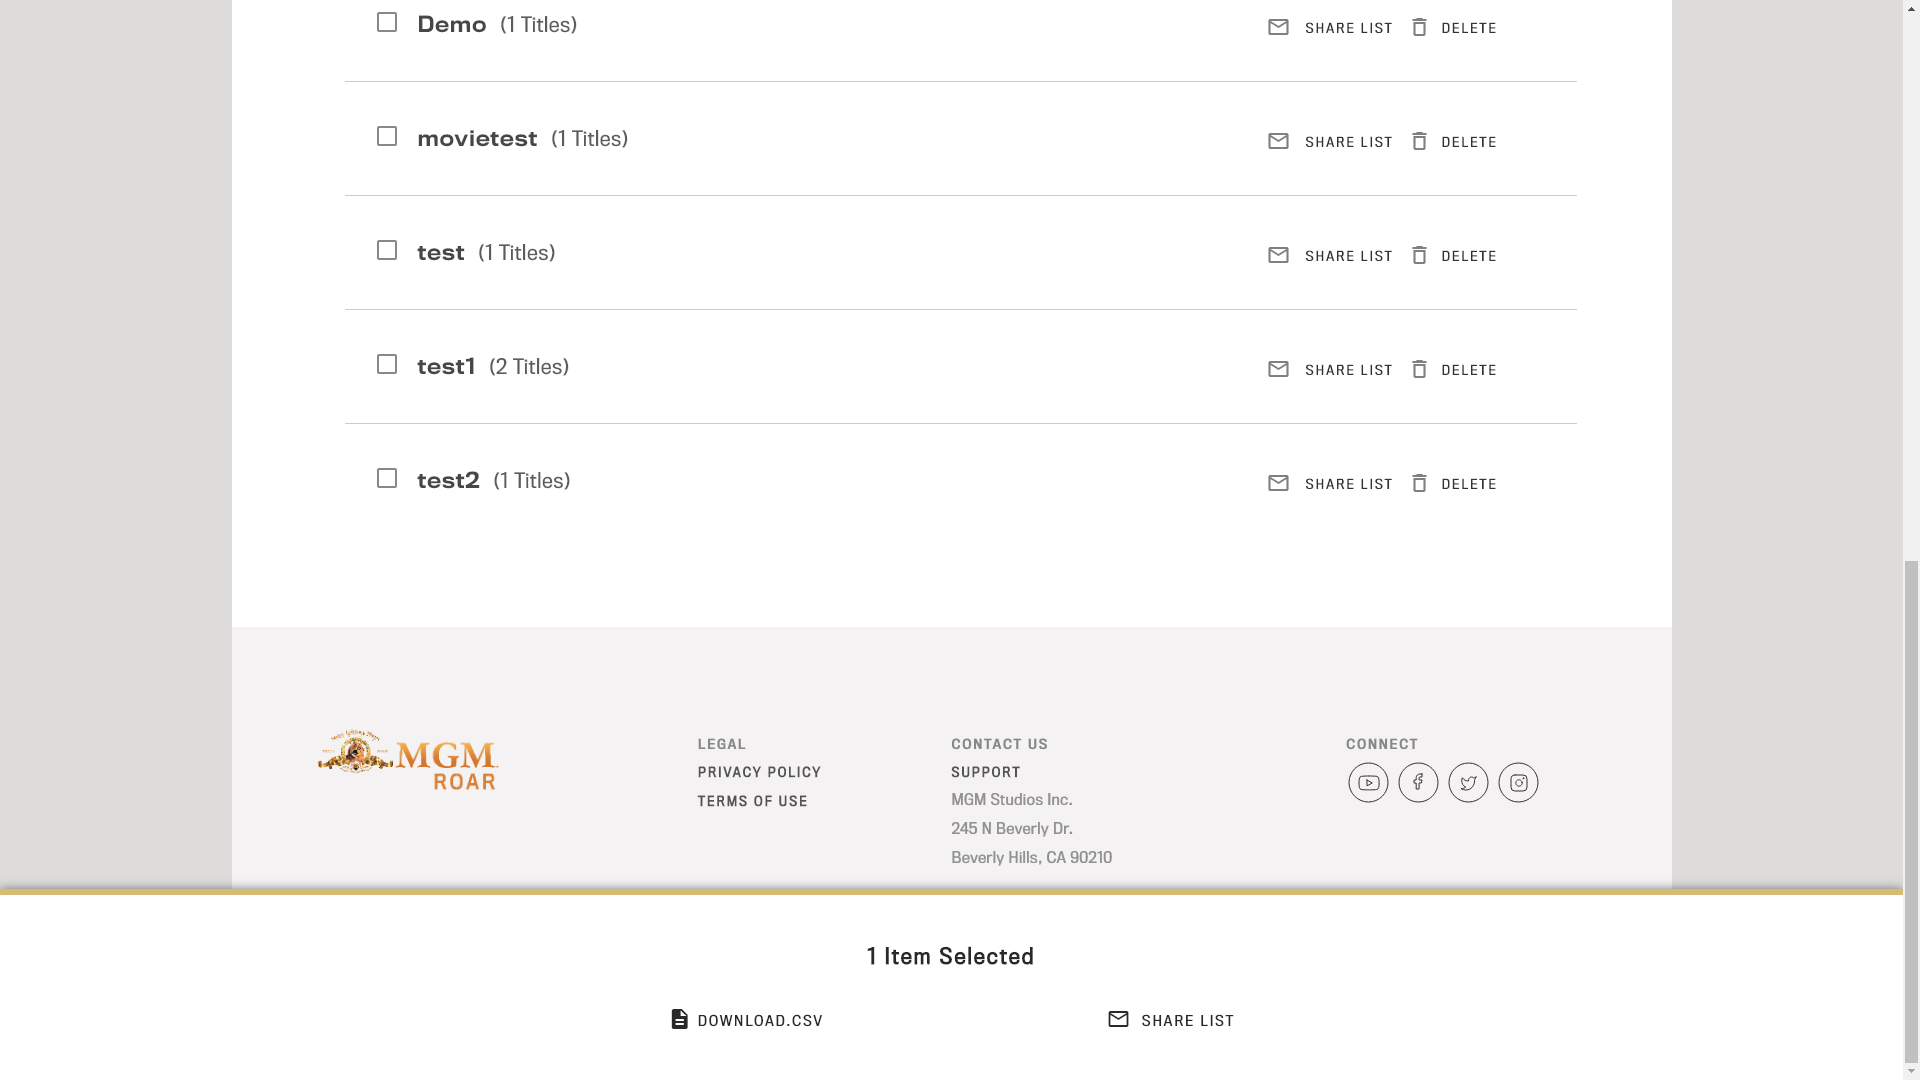 Demo (1 Titles) SHARE LIST DELETE
movietest (1 Titles) SHARE LIST DELETE
test (1 Titles) SHARE LIST DELETE
test1 (2 Titles) SHARE LIST DELETE
test2 (1 Titles) SHARE LIST DELETE
MGM
ROAR
LEGAL
PRIVACY POLICY
TERMS OF USE
CONTACT US
SUPPORT
MGM Studios Inc.
245 N Beverly Dr.
Beverly Hills, CA 90210
CONNECT
1 Item Selected
DOWNLOAD.CSV SHARE LIST